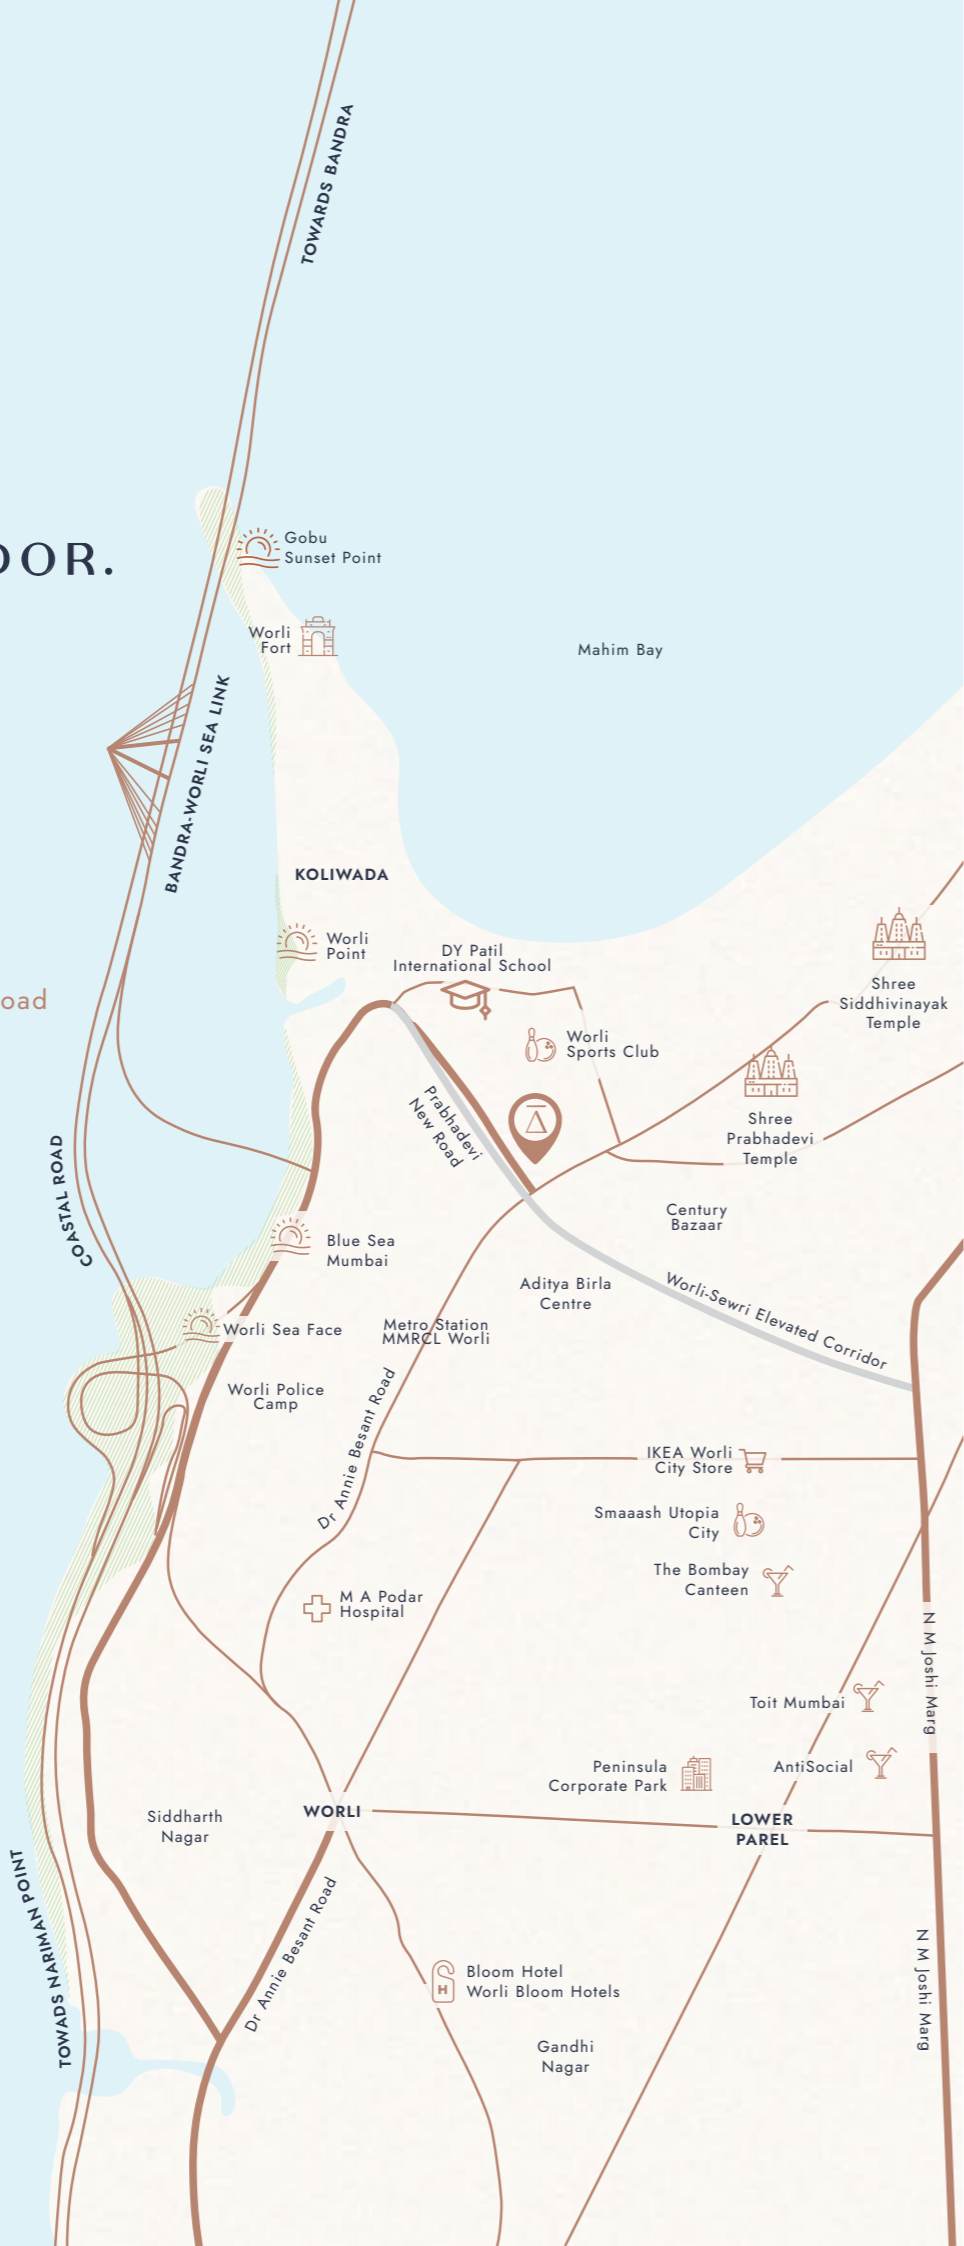 TOWARDS BANDRA
Gobu
Sunset Point
OOR.
Worli
Fort
Mahim Bay
BANDRA-WORLI SEA LINK
KOLIWADA
Worli
Point
DY Patil
International School
oad
Shree
Siddhivinayak
Temple
Worli
Sports Club
Prabhadevi
New Road
Shree
Prabhadevi
Temple
COASTAL ROAD
Century
Bazaar
Blue Sea
Mumbai
Aditya Birla
Centre
Worli-Sewri Elevated Corridor
Worli Sea Face
Metro Station
MMRCL Worli
Worli Police
Camp
Dr Annie Besant Road
IKEA Worli
City Store
Smaaash Utopia
City
The Bombay
Canteen
M A Podar
Hospital
N M Joshi Marg
Toit Mumbai
Peninsula
Corporate Park
AntiSocial
Siddharth
Nagar
WORLI
LOWER
PAREL
TOWADS NARIMAN POINT
Dr Annie Besant Road
N M Joshi Marg
Bloom Hotel
Worli Bloom Hotels
H
Gandhi
Nagar